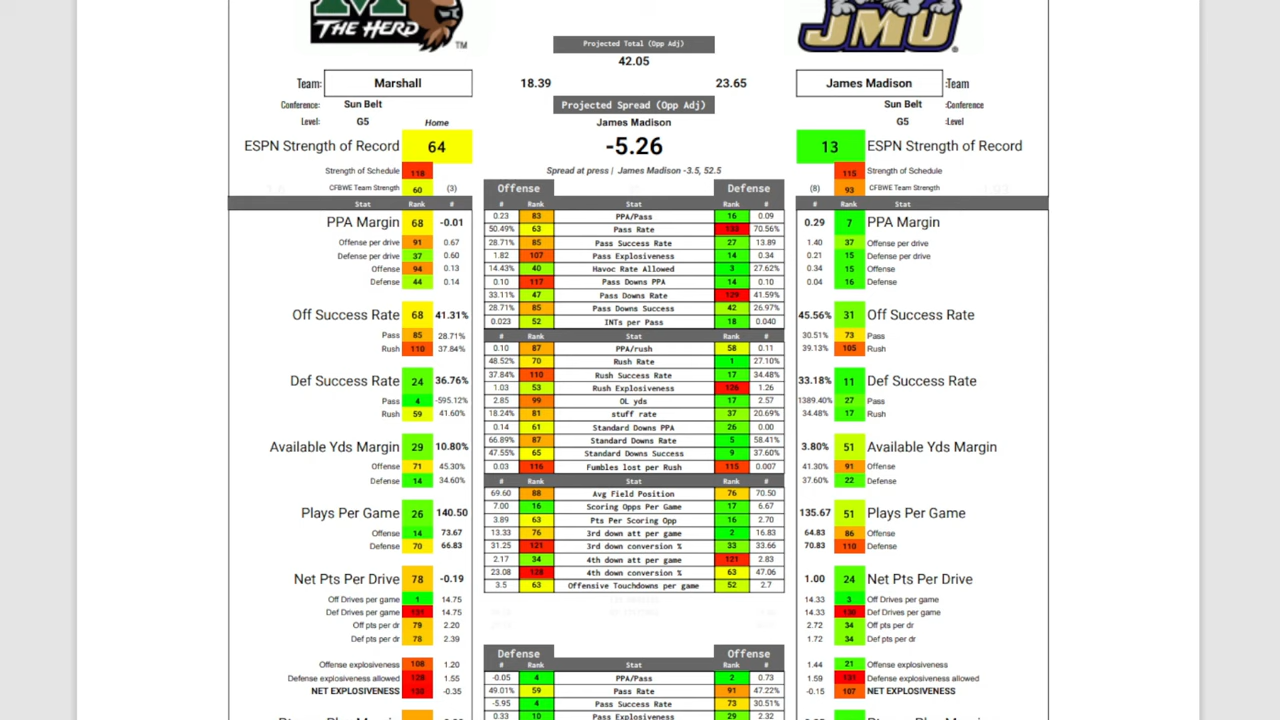 THE HERD
TM
JMU
Projected Total (Opp Adj)
42.05
Team: Marshall 18.39 23.65 James Madison :Team
Conference: Sun Belt Projected Spread (Opp Adj) Sun Belt :Conference
Level: G5 Home James Madison G5 :Level
ESPN Strength of Record 64 -5.26 13 ESPN Strength of Record
Strength of Schedule 118 Spread at press | James Madison -3.5, 52.5 115 Strength of Schedule
CFBWE Team Strength 60 (3) Offense Defense (8) 93 CFBWE Team Strength
Stat Rank # # Rank Stat Rank # # Rank Stat
PPA Margin 68 -0.01 0.29 7 PPA Margin
Offense per drive 91 0.67 1.40 37 Offense per drive
Defense per drive 37 0.60 0.21 15 Defense per drive
Offense 94 0.13 0.34 15 Offense
Defense 44 0.14 0.04 16 Defense
Off Success Rate 68 41.31% 45.56% 31 Off Success Rate
Pass 85 28.71% 30.51% 73 Pass
Rush 110 37.84% 39.13% 105 Rush
Def Success Rate 24 36.76% 33.18% 11 Def Success Rate
Pass 4 -595.12% 1389.40% 27 Pass
Rush 59 41.60% 34.48% 17 Rush
Available Yds Margin 29 10.80% 3.80% 51 Available Yds Margin
Offense 71 45.30% 41.30% 91 Offense
Defense 14 34.60% 37.60% 22 Defense
Plays Per Game 26 140.50 135.67 51 Plays Per Game
Offense 14 73.67 64.83 86 Offense
Defense 70 66.83 70.83 110 Defense
Net Pts Per Drive 78 -0.19 1.00 24 Net Pts Per Drive
Off Drives per game 1 14.75 14.33 3 Off Drives per game
Def Drives per game 131 14.75 14.33 Def Drives per game
Off pts per dr 79 2.20 2.72 34 Off pts per dr
Def pts per dr 78 2.39 1.72 34 Def pts per dr
Offense explosiveness 108 1.20 1.44 21 Offense explosiveness
Defense explosiveness allowed 128 1.55 1.59 131 Defense explosiveness allowed
NET EXPLOSIVENESS -0.35 -0.15 107 NET EXPLOSIVENESS
0.23 83 PPA/Pass 16 0.09
50.49% 63 Pass Rate 133 70.56%
28.71% 85 Pass Success Rate 27 13.89
1.82 107 Pass Explosiveness 14 0.34
14.43% 40 Havoc Rate Allowed 3 27.62%
0.10 117 Pass Downs PPA 14 0.10
33.11% 47 Pass Downs Rate 129 41.59%
28.71% 85 Pass Downs Success 42 26.97%
0.023 52 INTs per Pass 18 0.040
# Rank Stat Rank #
0.10 87 PPA/rush 58 0.11
48.52% 70 Rush Rate 1 27.10%
37.84% 110 Rush Success Rate 17 34.48%
1.03 53 Rush Explosiveness 126 1.26
2.85 99 OL yds 17 2.57
18.24% 81 stuff rate 37 20.69%
0.14 61 Standard Downs PPA 26 0.00
66.89% 87 Standard Downs Rate 5 58.41%
47.55% 65 Standard Downs Success 9 37.60%
0.03 116 Fumbles lost per Rush 115 0.007
# Rank Stat Rank #
69.60 88 Avg Field Position 76 70.50
7.00 16 Scoring Opps Per Game 17 6.67
3.89 63 Pts Per Scoring Opp 16 2.70
13.33 76 3rd down att per game 2 16.83
31.25 121 3rd down conversion % 33 33.66
2.17 34 4th down att per game 121 2.83
23.08 128 4th down conversion % 63 47.06
3.5 63 Offensive Touchdowns per game 52 2.7
Defense Offense
# Rank Stat Rank #
-0.05 4 PPA/Pass 2 0.73
49.01% 59 Pass Rate 91 47.22%
-5.95 4 Pass Success Rate 73 30.51%
0.33 10 Pass Explosiveness 29 2.32